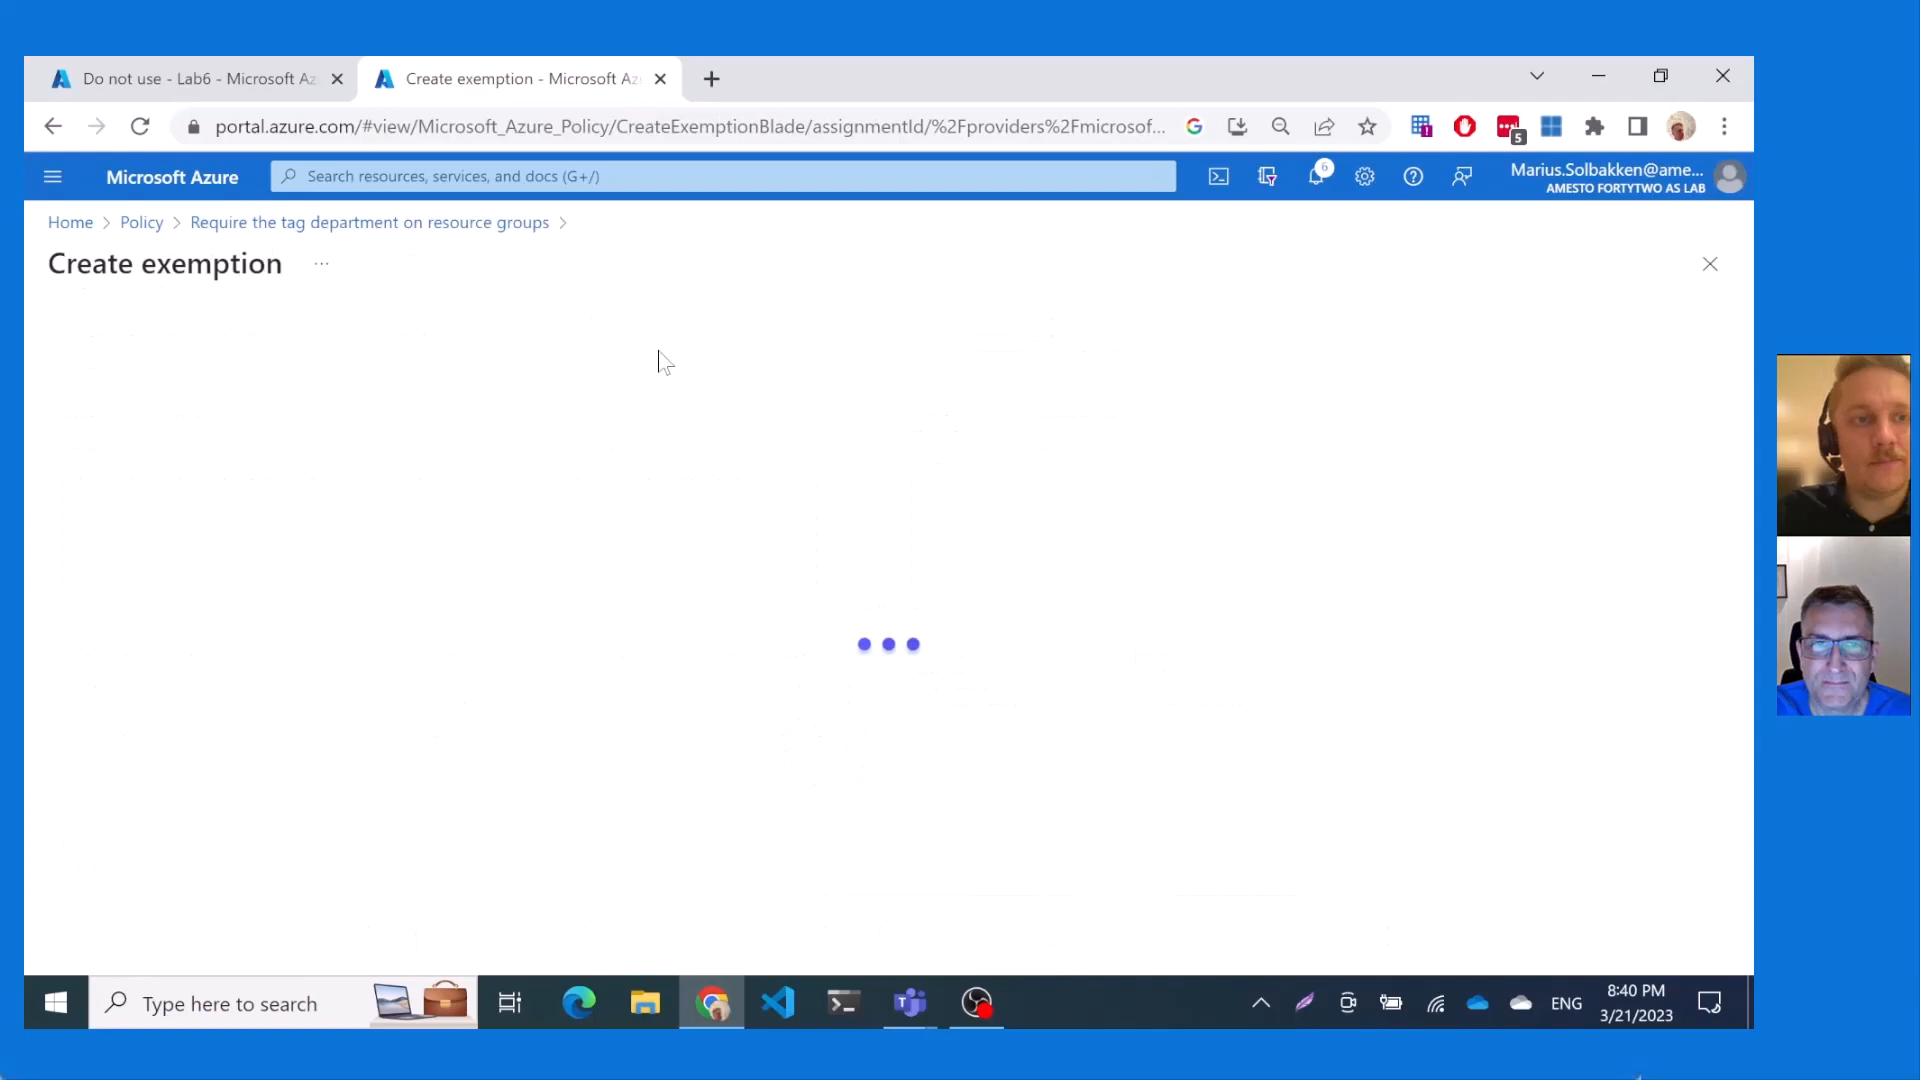 Do not use - Lab6 - Microsoft Az
Create exemption - Microsoft Az
portal.azure.com/#view/Microsoft_Azure_Policy/CreateExemptionBlade/assignmentId/%2Fproviders%2Fmicrosof...
5
Microsoft Azure
Search resources, services, and docs (G+/)
6
Marius.Solbakken@ame...
AMESTO FORTYTWO AS LAB
Home > Policy > Require the tag department on resource groups >
Create exemption ...
Type here to search
ENG
8:40 PM
3/21/2023